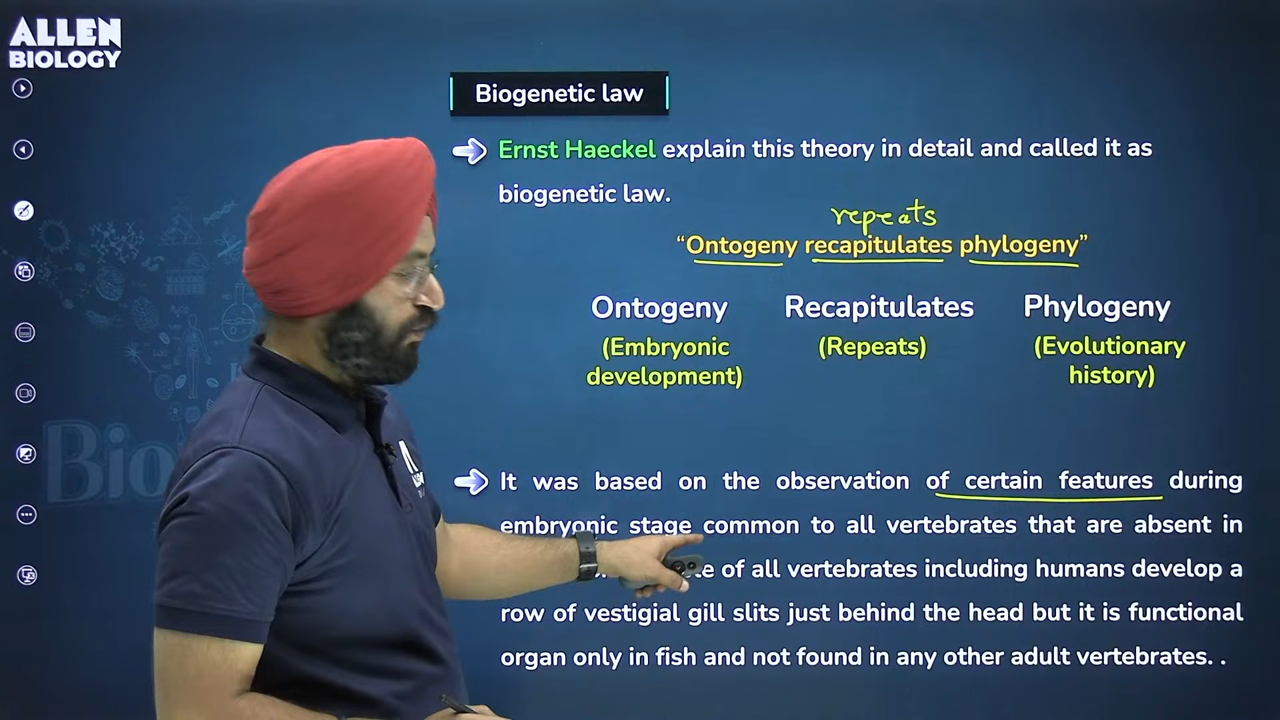 ALLEN
BIOLOGY
Biogenetic law
Ernst Haeckel explain this theory in detail and called it as
biogenetic law.
repeats
“Ontogeny recapitulates phylogeny”
Ontogeny Recapitulates Phylogeny
(Embryonic (Repeats) (Evolutionary
development) history)
It was based on the observation of certain features during
embryonic stage common to all vertebrates that are absent in
of all vertebrates including humans develop a
row of vestigial gill slits just behind the head but it is functional
organ only in fish and not found in any other adult vertebrates. .
Bio